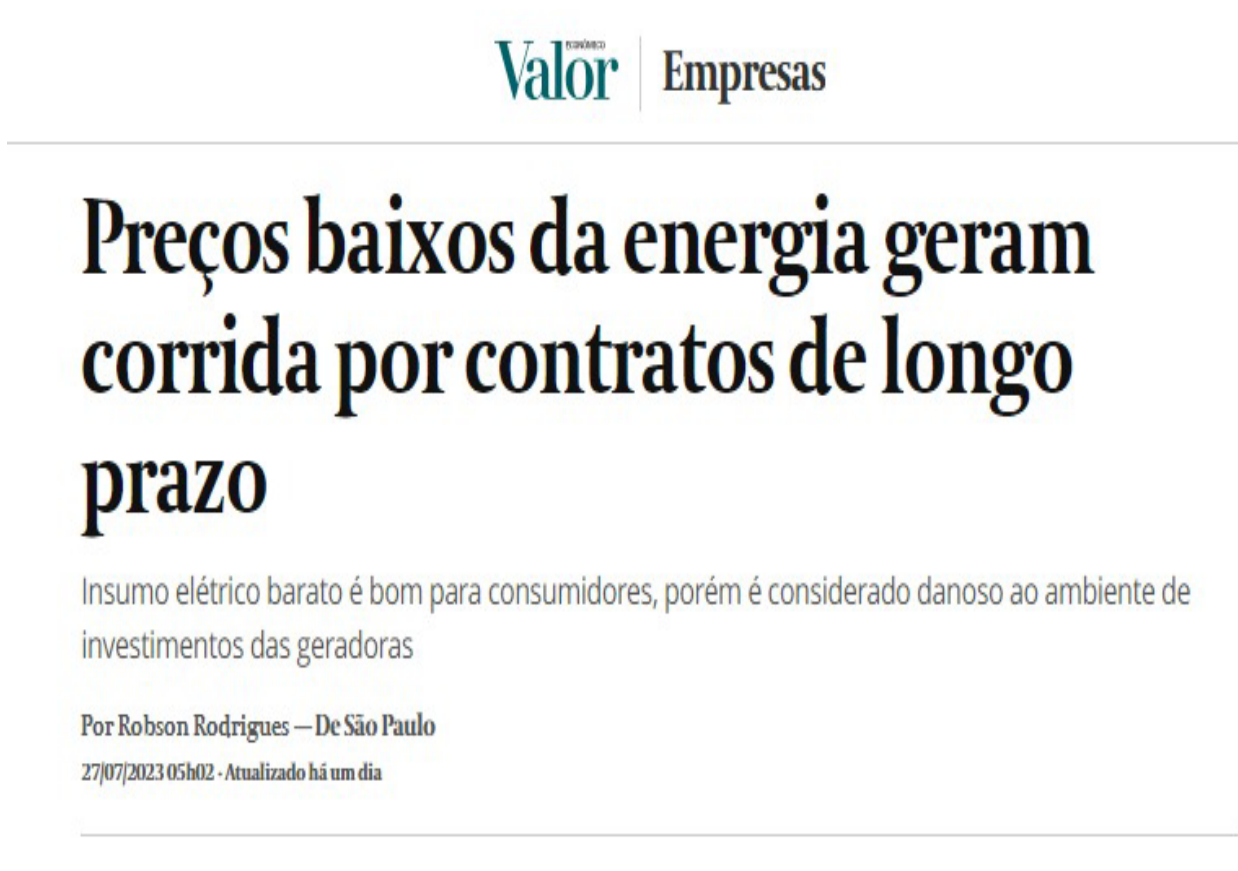 Valor ECONÔMICO Empresas
Preços baixos da energia geram
corrida por contratos de longo
prazo
Insumo elétrico barato é bom para consumidores, porém é considerado danoso ao ambiente de
investimentos das geradoras
Por Robson Rodrigues — De São Paulo
27/07/2023 05h02 · Atualizado há um dia